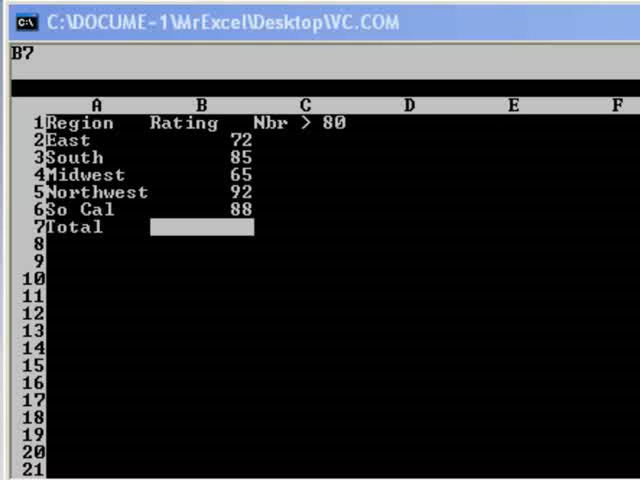 C:\DOCUME~1\MrExcel\Desktop\VC.COM
B7
A B C D E F
1 Region Rating Nbr > 80
2 East 72
3 South 85
4 Midwest 65
5 Northwest 92
6 So Cal 88
7 Total
8
9
10
11
12
13
14
15
16
17
18
19
20
21